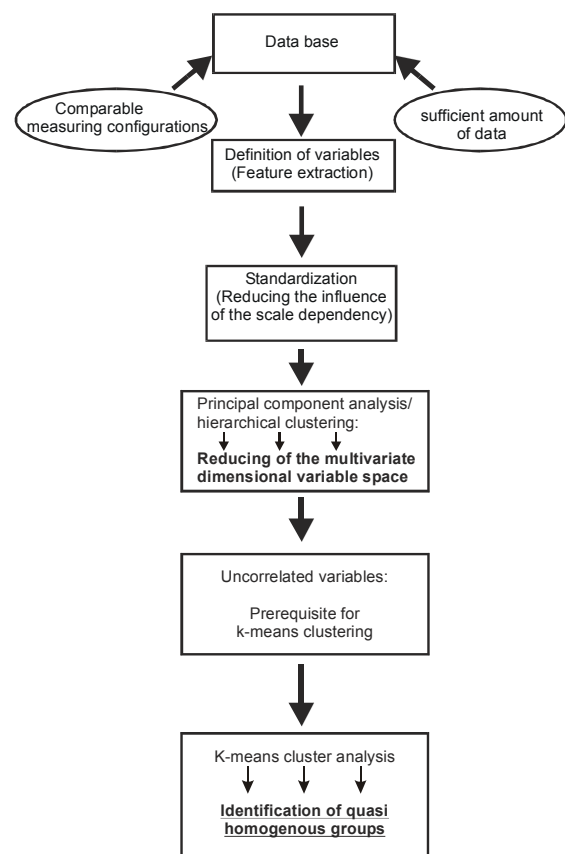 Data base
Comparable
measuring configurations
sufficient amount
of data
Definition of variables
(Feature extraction)
Standardization
(Reducing the influence
of the scale dependency)
Principal component analysis/
hierarchical clustering:
Reducing of the multivariate
dimensional variable space
Uncorrelated variables:
Prerequisite for
k-means clustering
K-means cluster analysis
Identification of quasi
homogenous groups